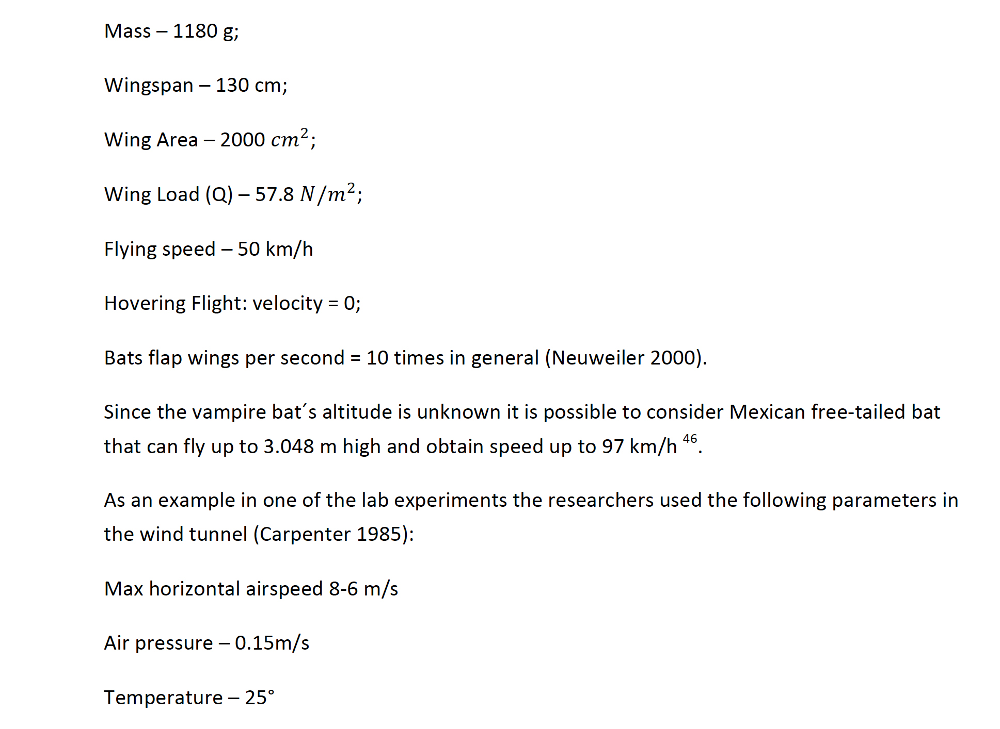 Mass – 1180 g;
Wingspan – 130 cm;
Wing Area – 2000 cm²;
Wing Load (Q) – 57.8 N/m²;
Flying speed – 50 km/h
Hovering Flight: velocity = 0;
Bats flap wings per second = 10 times in general (Neuweiler 2000).
Since the vampire bat´s altitude is unknown it is possible to consider Mexican free-tailed bat
that can fly up to 3.048 m high and obtain speed up to 97 km/h ⁴⁶.
As an example in one of the lab experiments the researchers used the following parameters in
the wind tunnel (Carpenter 1985):
Max horizontal airspeed 8-6 m/s
Air pressure – 0.15m/s
Temperature – 25°